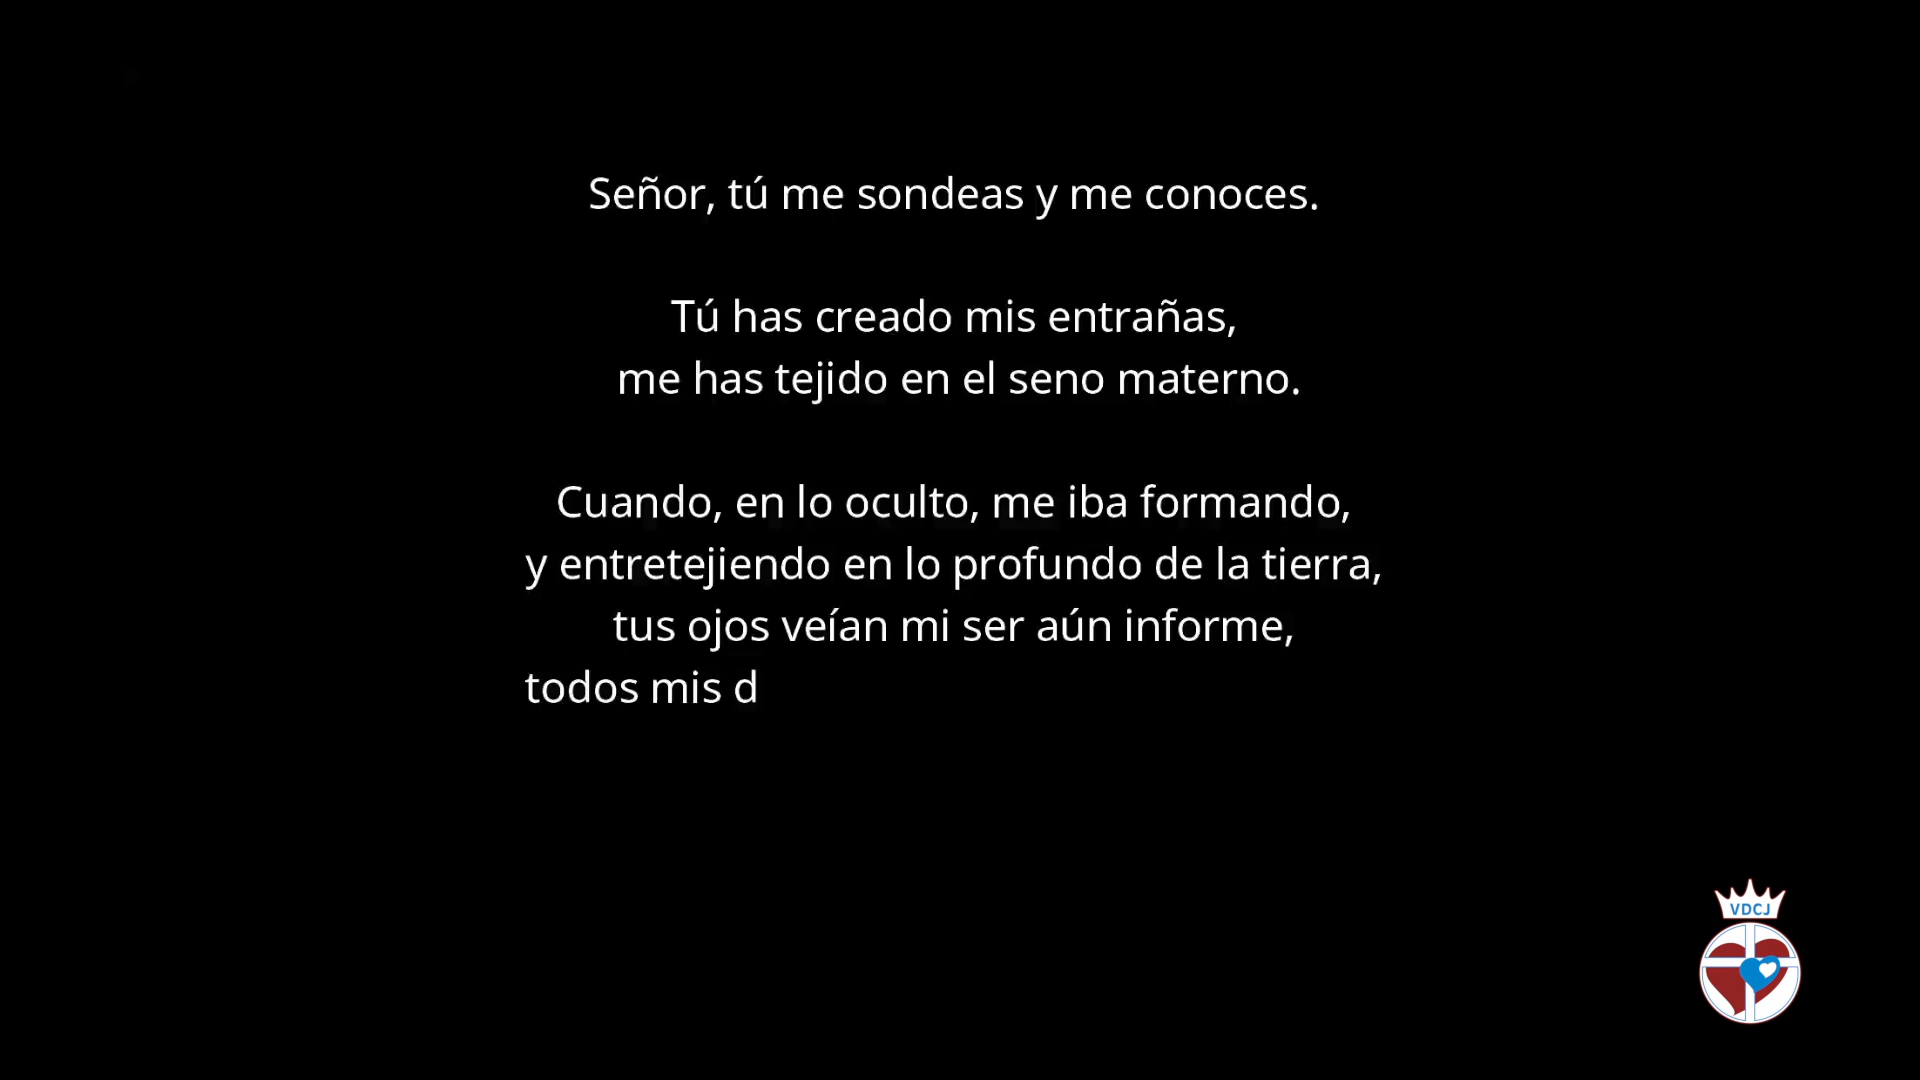 Señor, tú me sondeas y me conoces.
Tú has creado mis entrañas,
me has tejido en el seno materno.
Cuando, en lo oculto, me iba formando,
y entretejiendo en lo profundo de la tierra,
tus ojos veían mi ser aún informe,
todos mis d
VDCJ